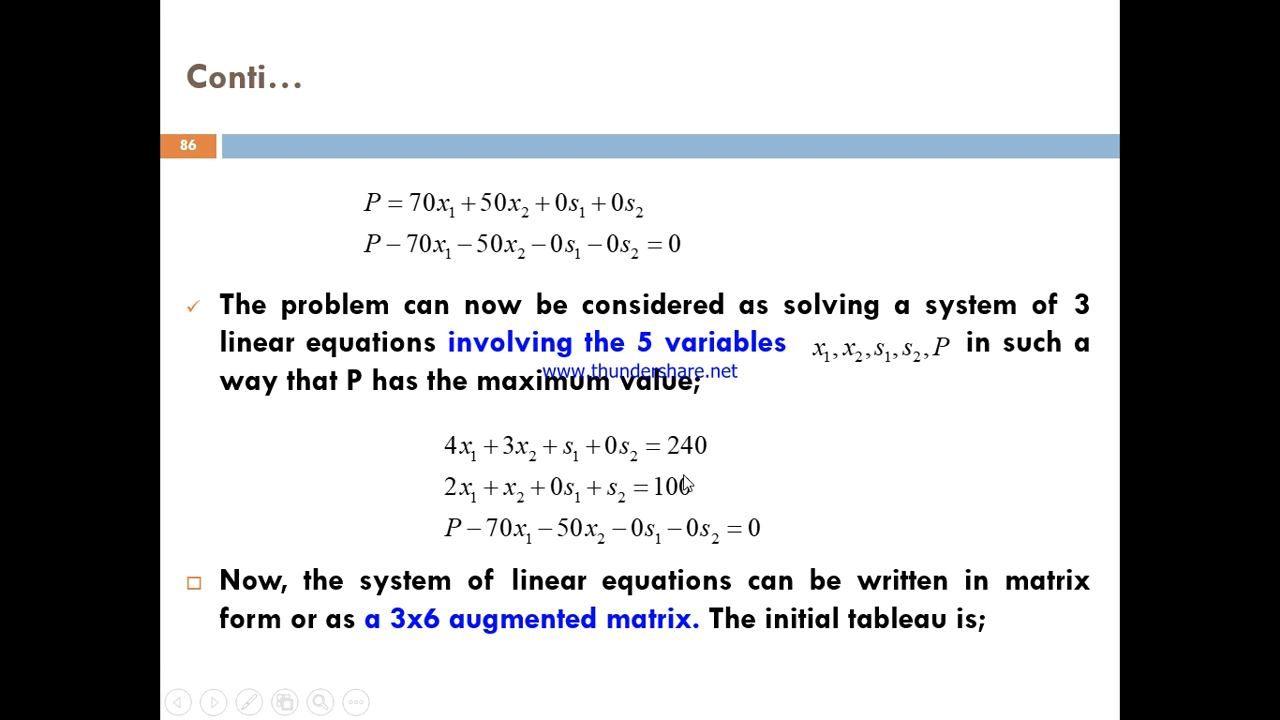 Conti...
86
P = 70x₁ + 50x₂ + 0s₁ + 0s₂
P − 70x₁ − 50x₂ − 0s₁ − 0s₂ = 0
The problem can now be considered as solving a system of 3
linear equations involving the 5 variables x₁, x₂, s₁, s₂, P in such a
www.thundershare.net
way that P has the maximum value;
4x₁ + 3x₂ + s₁ + 0s₂ = 240
2x₁ + x₂ + 0s₁ + s₂ = 100
P − 70x₁ − 50x₂ − 0s₁ − 0s₂ = 0
Now, the system of linear equations can be written in matrix
form or as a 3x6 augmented matrix. The initial tableau is;